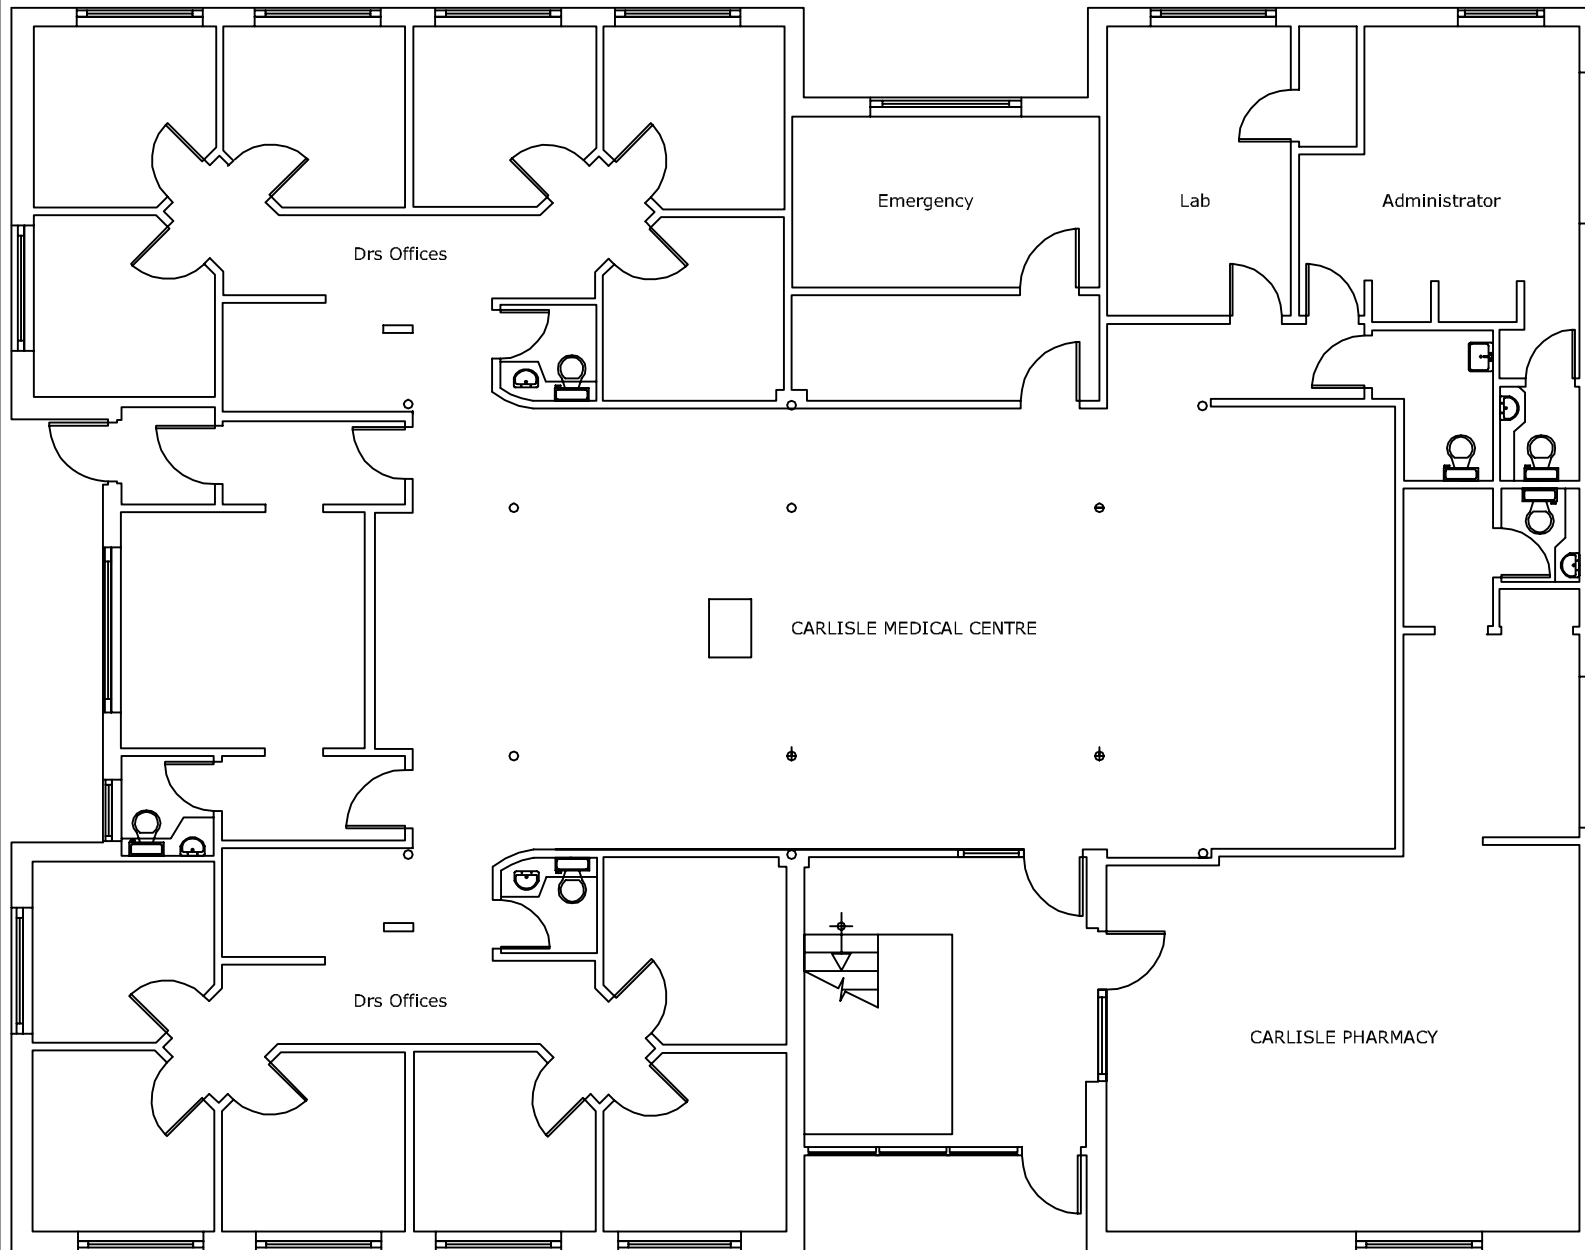 Emergency
Lab
Administrator
Drs Offices
CARLISLE MEDICAL CENTRE
Drs Offices
CARLISLE PHARMACY